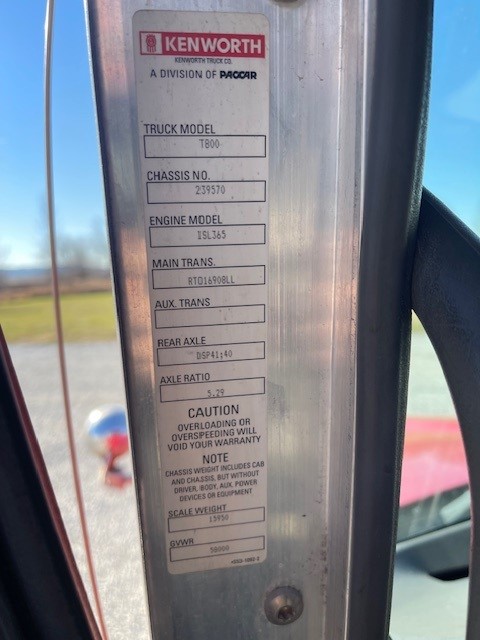 KENWORTH
KENWORTH TRUCK CO.
A DIVISION OF PACCAR
TRUCK MODEL
T800
CHASSIS NO.
239570
ENGINE MODEL
ISL365
MAIN TRANS.
RTO16908LL
AUX. TRANS
REAR AXLE
DSP41;40
AXLE RATIO
5.29
CAUTION
OVERLOADING OR
OVERSPEEDING WILL
VOID YOUR WARRANTY
NOTE
CHASSIS WEIGHT INCLUDES CAB
AND CHASSIS, BUT WITHOUT
DRIVER, BODY, AUX. POWER
DEVICES OR EQUIPMENT
SCALE WEIGHT
15950
GVWR
58000